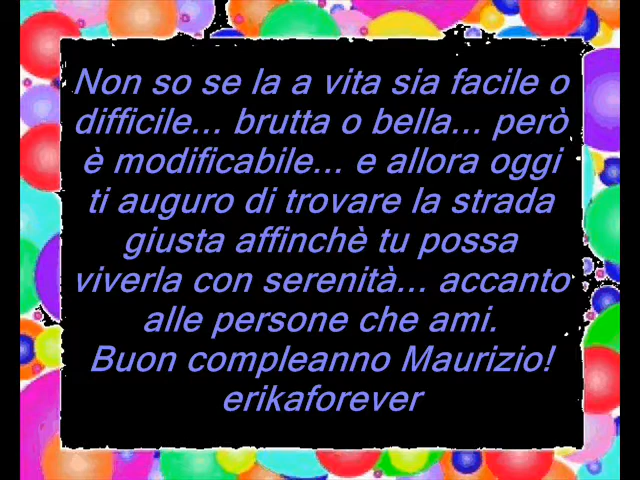 Non so se la a vita sia facile o
difficile... brutta o bella... però
è modificabile... e allora oggi
ti auguro di trovare la strada
giusta affinchè tu possa
viverla con serenità... accanto
alle persone che ami.
Buon compleanno Maurizio!
erikaforever